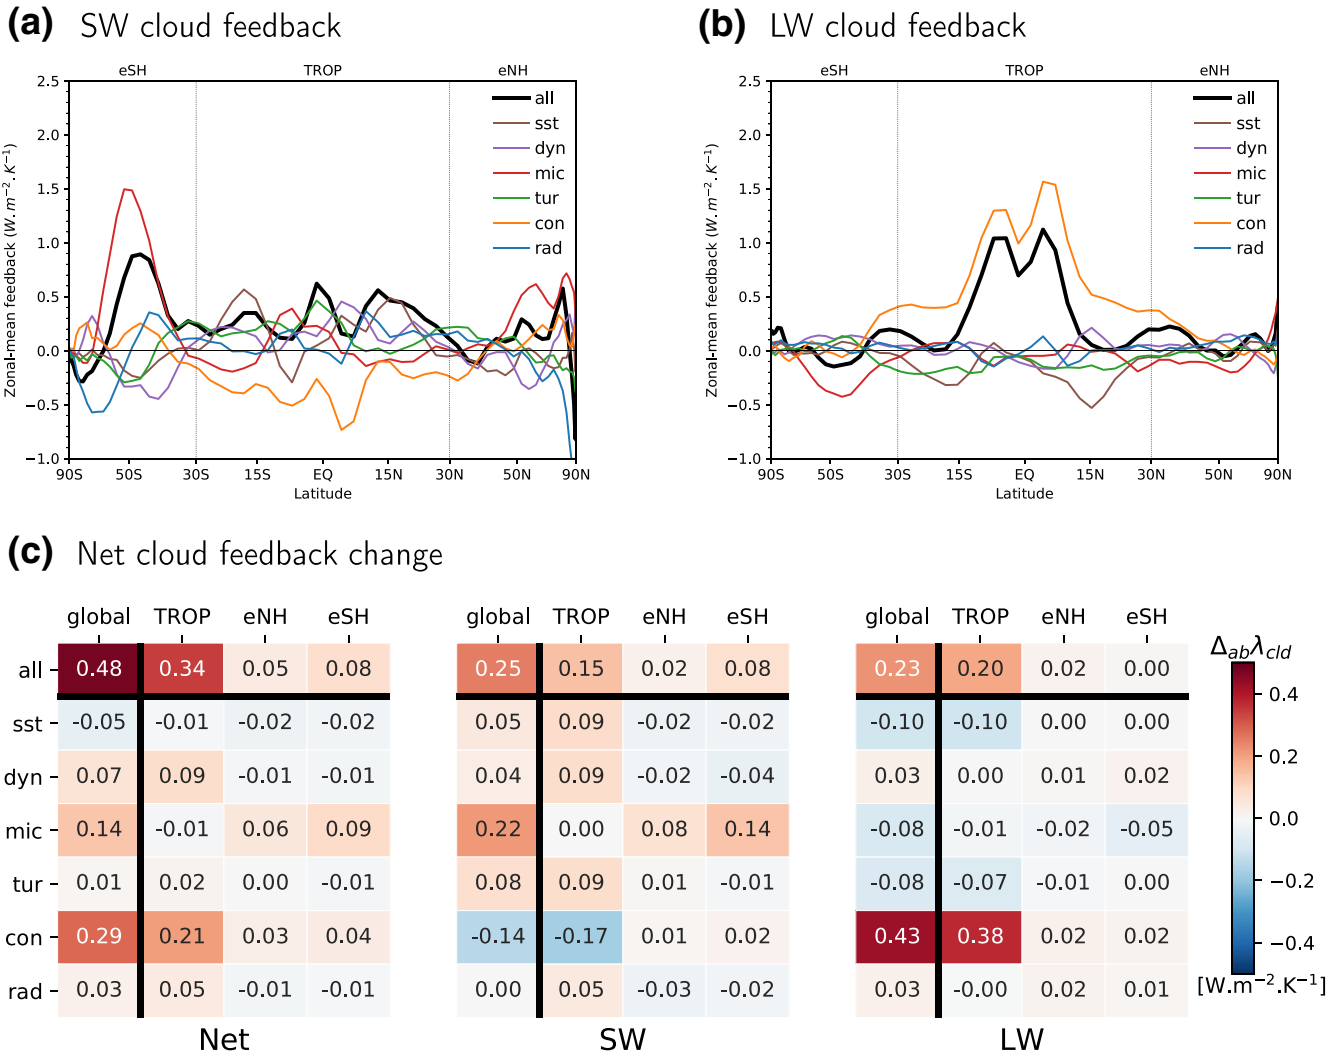 (a) SW cloud feedback
eSH TROP eNH
Zonal-mean feedback (W.m⁻².K⁻¹)
2.5
2.0
1.5
1.0
0.5
0.0
−0.5
−1.0
all
sst
dyn
mic
tur
con
rad
90S 50S 30S 15S EQ 15N 30N 50N 90N
Latitude
(b) LW cloud feedback
eSH TROP eNH
Zonal-mean feedback (W.m⁻².K⁻¹)
2.5
2.0
1.5
1.0
0.5
0.0
−0.5
−1.0
all
sst
dyn
mic
tur
con
rad
90S 50S 30S 15S EQ 15N 30N 50N 90N
Latitude
(c) Net cloud feedback change
global TROP eNH eSH
all 0.48 0.34 0.05 0.08
sst -0.05 -0.01 -0.02 -0.02
dyn 0.07 0.09 -0.01 -0.01
mic 0.14 -0.01 0.06 0.09
tur 0.01 0.02 0.00 -0.01
con 0.29 0.21 0.03 0.04
rad 0.03 0.05 -0.01 -0.01
Net
global TROP eNH eSH
0.25 0.15 0.02 0.08
0.05 0.09 -0.02 -0.02
0.04 0.09 -0.02 -0.04
0.22 0.00 0.08 0.14
0.08 0.09 0.01 -0.01
-0.14 -0.17 0.01 0.02
0.00 0.05 -0.03 -0.02
SW
global TROP eNH eSH
0.23 0.20 0.02 0.00
-0.10 -0.10 0.00 0.00
0.03 0.00 0.01 0.02
-0.08 -0.01 -0.02 -0.05
-0.08 -0.07 -0.01 0.00
0.43 0.38 0.02 0.02
0.03 -0.00 0.02 0.01
LW
Δ_abλ_cld
0.4
0.2
0.0
−0.2
−0.4
[W.m⁻².K⁻¹]